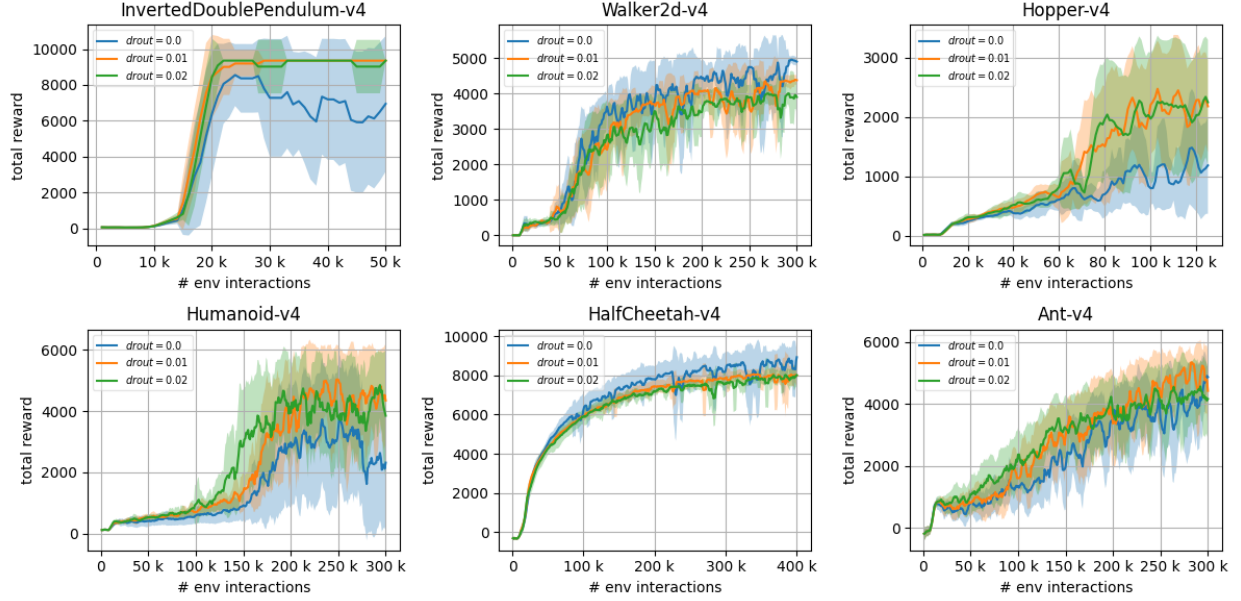 InvertedDoublePendulum-v4
total reward
10000
8000
6000
4000
2000
0
drout = 0.0
drout = 0.01
drout = 0.02
0 10 k 20 k 30 k 40 k 50 k
# env interactions
Walker2d-v4
total reward
5000
4000
3000
2000
1000
0
drout = 0.0
drout = 0.01
drout = 0.02
0 50 k 100 k 150 k 200 k 250 k 300 k
# env interactions
Hopper-v4
total reward
3000
2000
1000
0
drout = 0.0
drout = 0.01
drout = 0.02
0 20 k 40 k 60 k 80 k 100 k 120 k
# env interactions
Humanoid-v4
total reward
6000
4000
2000
0
drout = 0.0
drout = 0.01
drout = 0.02
0 50 k 100 k 150 k 200 k 250 k 300 k
# env interactions
HalfCheetah-v4
total reward
10000
8000
6000
4000
2000
0
drout = 0.0
drout = 0.01
drout = 0.02
0 100 k 200 k 300 k 400 k
# env interactions
Ant-v4
total reward
6000
4000
2000
0
drout = 0.0
drout = 0.01
drout = 0.02
0 50 k 100 k 150 k 200 k 250 k 300 k
# env interactions